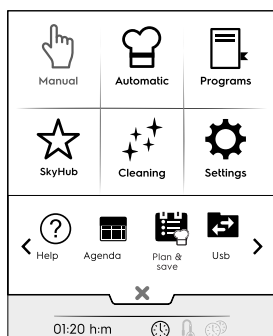 Manual Automatic Programs
SkyHub Cleaning Settings
Help Agenda Plan & save Usb
01:20 h:m